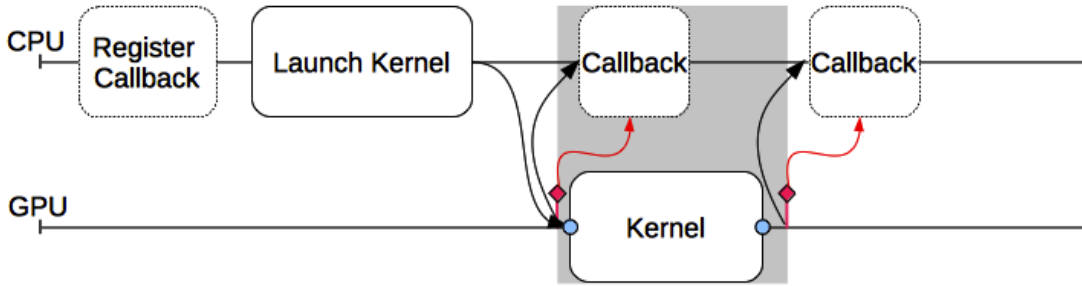 CPU
Register
Callback
Launch Kernel
Callback
Callback
GPU
Kernel